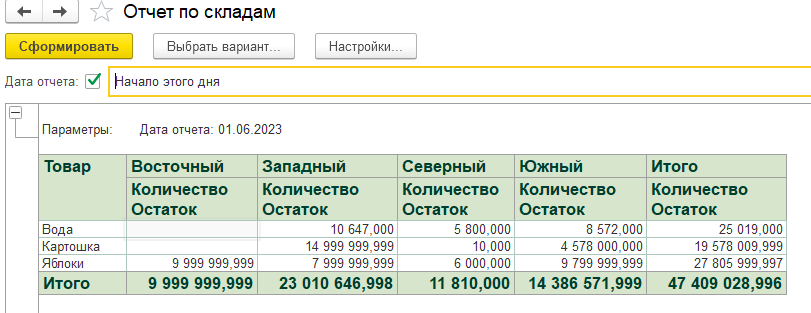 Отчет по складам
Сформировать Выбрать вариант... Настройки...
Дата отчета: Начало этого дня
Параметры: Дата отчета: 01.06.2023
Товар Восточный Западный Северный Южный Итого
Количество Количество Количество Количество Количество
Остаток Остаток Остаток Остаток Остаток
Вода 10 647,000 5 800,000 8 572,000 25 019,000
Картошка 14 999 999,999 10,000 4 578 000,000 19 578 009,999
Яблоки 9 999 999,999 7 999 999,999 6 000,000 9 799 999,999 27 805 999,997
Итого 9 999 999,999 23 010 646,998 11 810,000 14 386 571,999 47 409 028,996